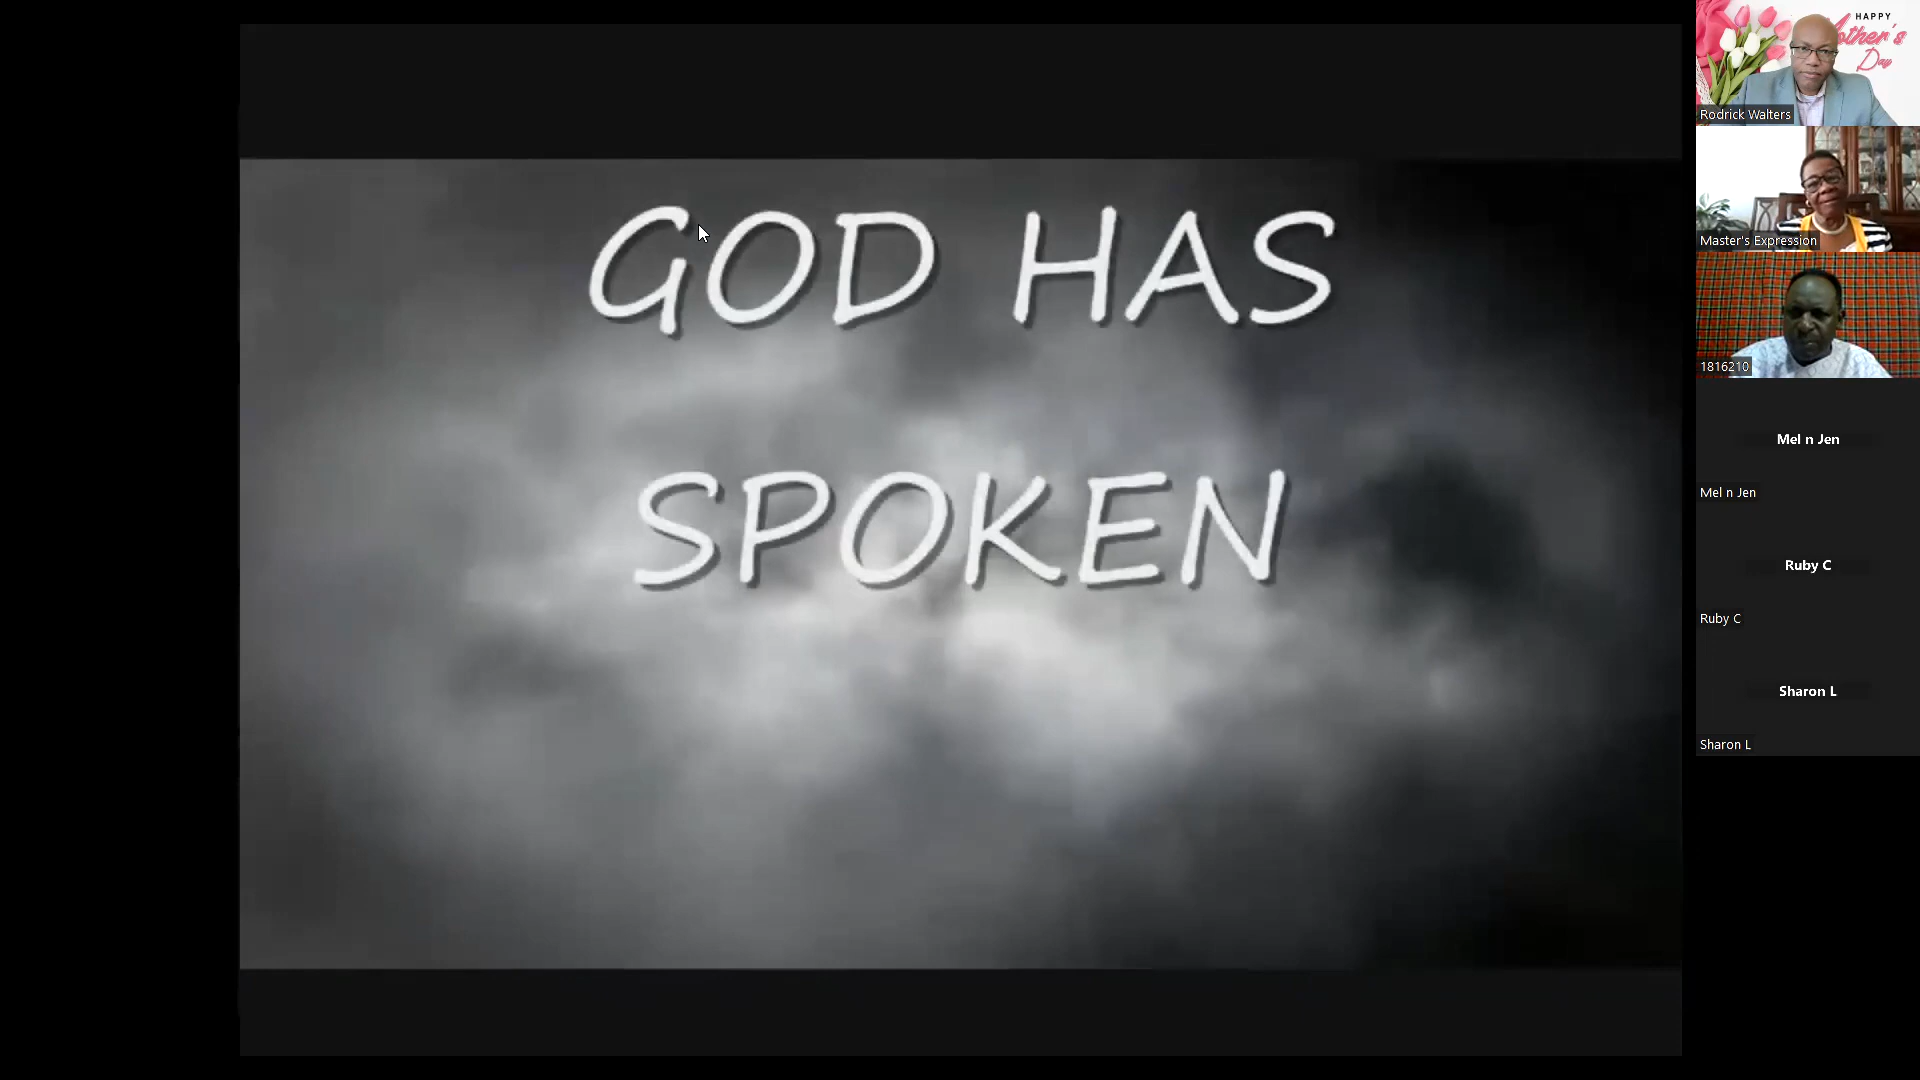 GOD HAS
SPOKEN
HAPPY
Mother's
Day
Rodrick Walters
Master's Expression
1816210
Mel n Jen
Mel n Jen
Ruby C
Ruby C
Sharon L
Sharon L